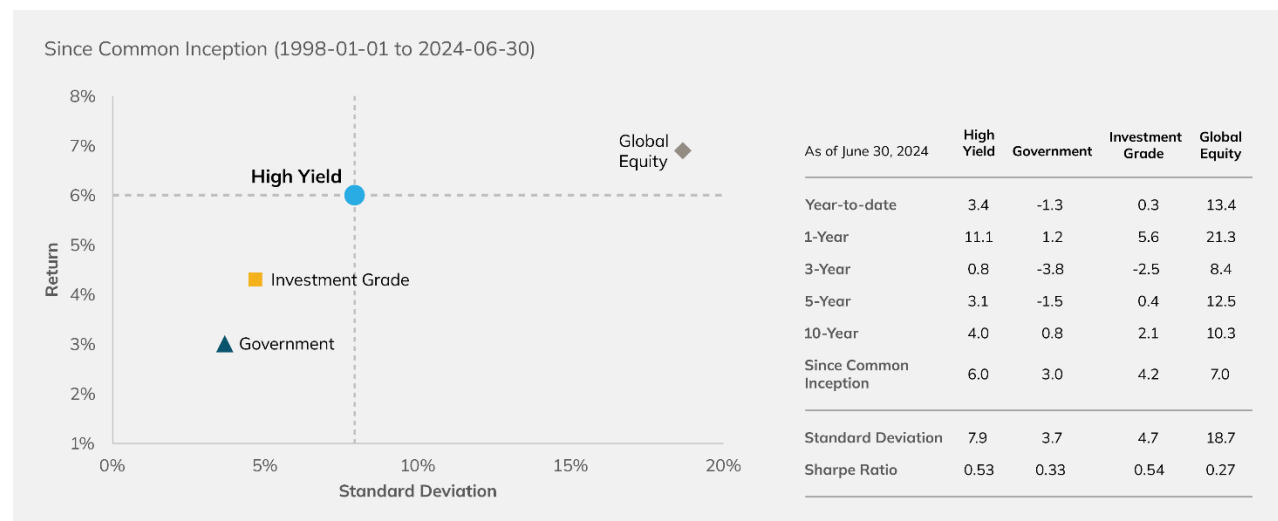 Since Common Inception (1998-01-01 to 2024-06-30)
8%
7%
6%
5%
4%
3%
2%
1%
Return
Global
Equity
High Yield
Investment Grade
Government
0% 5% 10% 15% 20%
Standard Deviation
As of June 30, 2024 High Yield Government Investment Grade Global Equity
Year-to-date 3.4 -1.3 0.3 13.4
1-Year 11.1 1.2 5.6 21.3
3-Year 0.8 -3.8 -2.5 8.4
5-Year 3.1 -1.5 0.4 12.5
10-Year 4.0 0.8 2.1 10.3
Since Common Inception 6.0 3.0 4.2 7.0
Standard Deviation 7.9 3.7 4.7 18.7
Sharpe Ratio 0.53 0.33 0.54 0.27